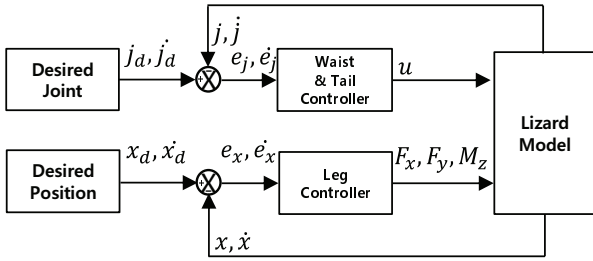 j, j̇
Desired
Joint
j_d, j̇_d
e_j, ė_j
Waist
& Tail
Controller
u
Lizard
Model
Desired
Position
x_d, ẋ_d
e_x, ė_x
Leg
Controller
F_x, F_y, M_z
x, ẋ